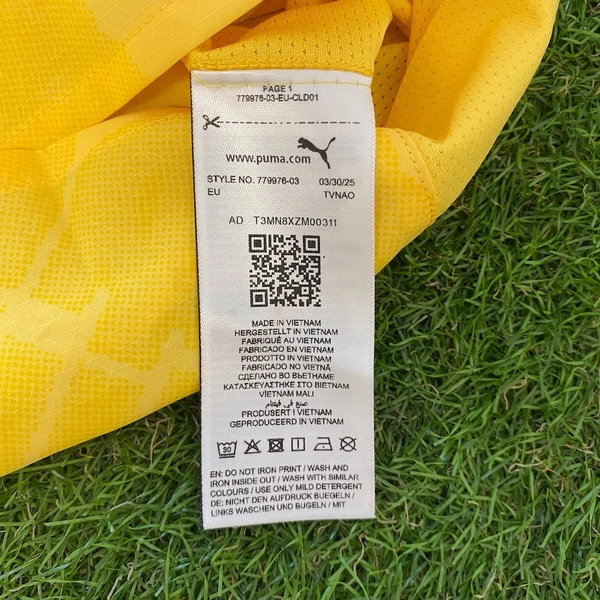 PAGE 1
779976-03-EU-CLD01
www.puma.com
STYLE NO. 779976-03 03/30/25
EU TVNAO
AD T3MN8XZM00311
MADE IN VIETNAM
HERGESTELLT IN VIETNAM
FABRIQUÉ AU VIETNAM
FABRICADO EN VIETNAM
PRODOTTO IN VIETNAM
FABRICADO NO VIETNÃ
СДЕЛАНО ВО ВЬЕТНАМЕ
ΚΑΤΑΣΚΕΥΑΣΤΗΚΕ ΣΤΟ ΒΙΕΤΝΑΜ
VİETNAM MALI
صنع في فيتنام
PRODUSERT I VIETNAM
GEPRODUCEERD IN VIETNAM
30
EN: DO NOT IRON PRINT / WASH AND
IRON INSIDE OUT / WASH WITH SIMILAR
COLOURS / USE ONLY MILD DETERGENT
DE: NICHT DEN AUFDRUCK BUEGELN /
LINKS WASCHEN UND BUGELN / MIT